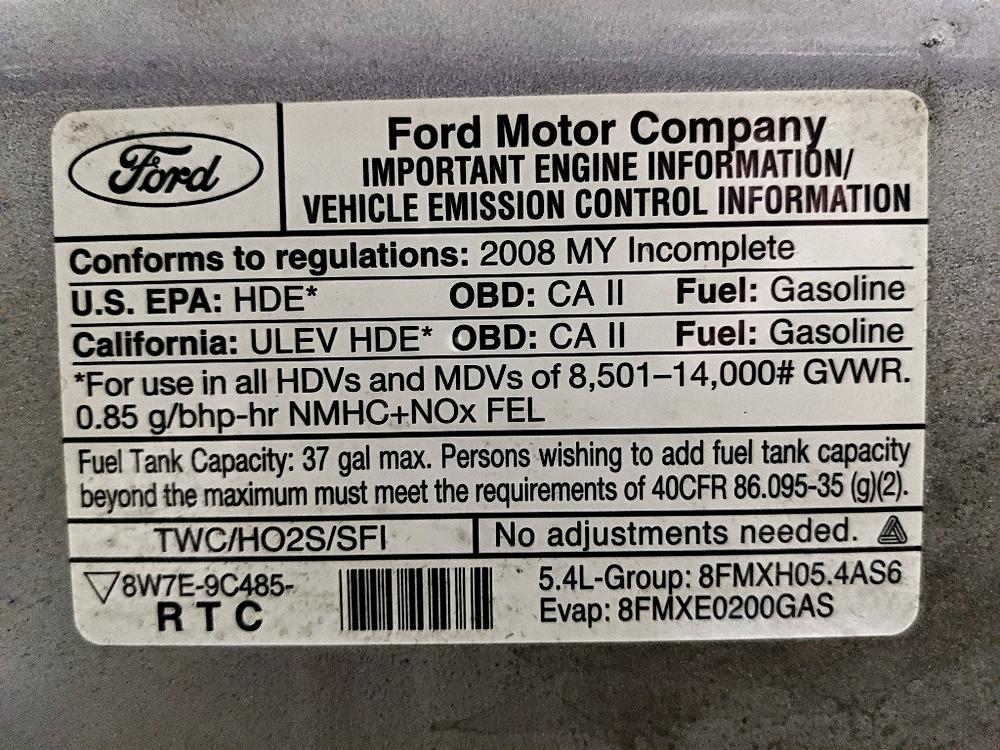 Ford
Ford Motor Company
IMPORTANT ENGINE INFORMATION/
VEHICLE EMISSION CONTROL INFORMATION
Conforms to regulations: 2008 MY Incomplete
U.S. EPA: HDE* OBD: CA II Fuel: Gasoline
California: ULEV HDE* OBD: CA II Fuel: Gasoline
*For use in all HDVs and MDVs of 8,501–14,000# GVWR.
0.85 g/bhp-hr NMHC+NOx FEL
Fuel Tank Capacity: 37 gal max. Persons wishing to add fuel tank capacity
beyond the maximum must meet the requirements of 40CFR 86.095-35 (g)(2).
TWC/HO2S/SFI
No adjustments needed.
8W7E-9C485-
R T C
5.4L-Group: 8FMXH05.4AS6
Evap: 8FMXE0200GAS